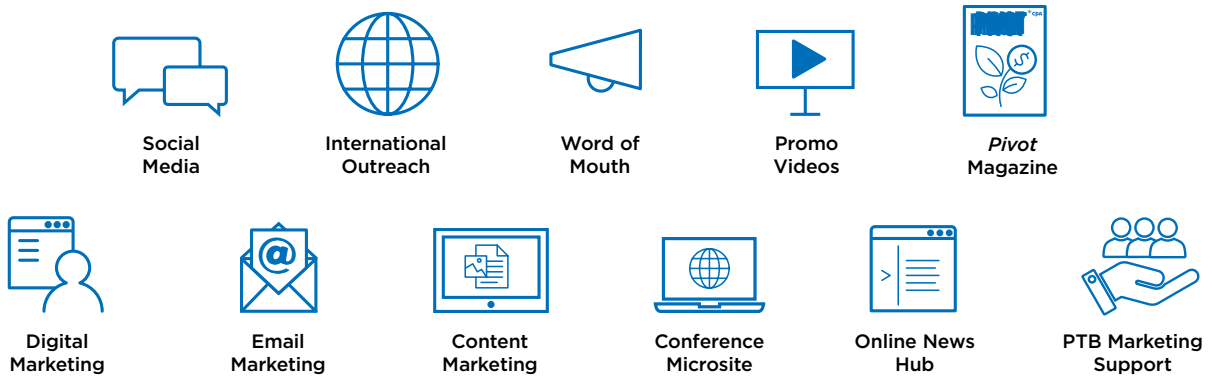 CPA
Social
Media
International
Outreach
Word of
Mouth
Promo
Videos
Pivot
Magazine
$
@
Digital
Marketing
Email
Marketing
Content
Marketing
Conference
Microsite
Online News
Hub
PTB Marketing
Support